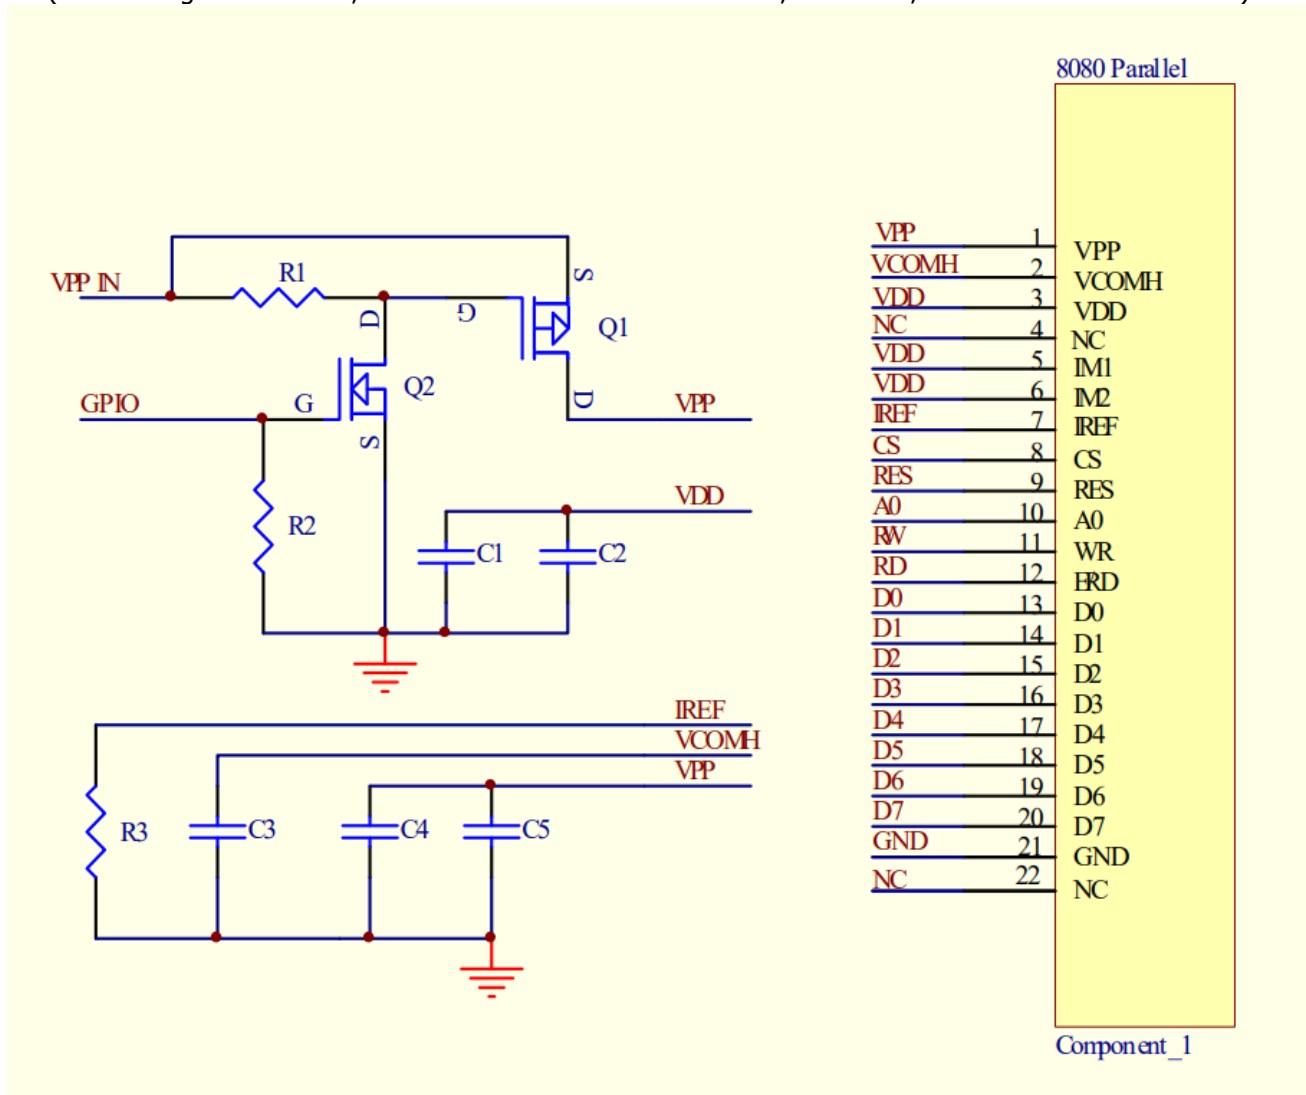 8080 Parallel
VPP IN
R1
S
G
Q1
D
D
Q2
GPIO
G
S
VPP
R2
VDD
C1
C2
IREF
VCOMH
VPP
R3
C3
C4
C5
VPP 1 VPP
VCOMH 2 VCOMH
VDD 3 VDD
NC 4 NC
VDD 5 IM1
VDD 6 IM2
IREF 7 IREF
CS 8 CS
RES 9 RES
A0 10 A0
RW 11 WR
RD 12 ERD
D0 13 D0
D1 14 D1
D2 15 D2
D3 16 D3
D4 17 D4
D5 18 D5
D6 19 D6
D7 20 D7
GND 21 GND
NC 22 NC
Component_1